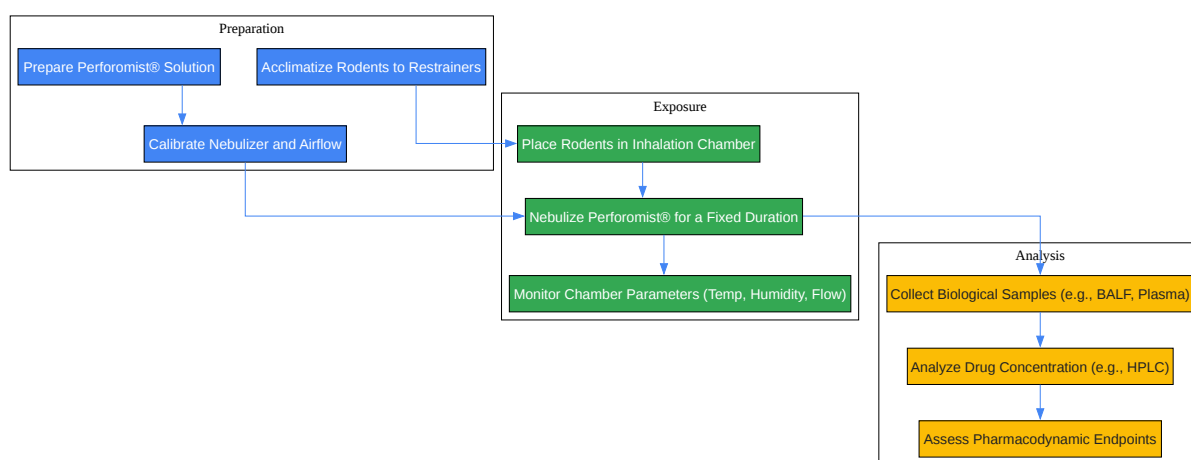 Preparation
Prepare Perforomist® Solution
Acclimatize Rodents to Restrainers
Calibrate Nebulizer and Airflow
Exposure
Place Rodents in Inhalation Chamber
Nebulize Perforomist® for a Fixed Duration
Monitor Chamber Parameters (Temp, Humidity, Flow)
Analysis
Collect Biological Samples (e.g., BALF, Plasma)
Analyze Drug Concentration (e.g., HPLC)
Assess Pharmacodynamic Endpoints